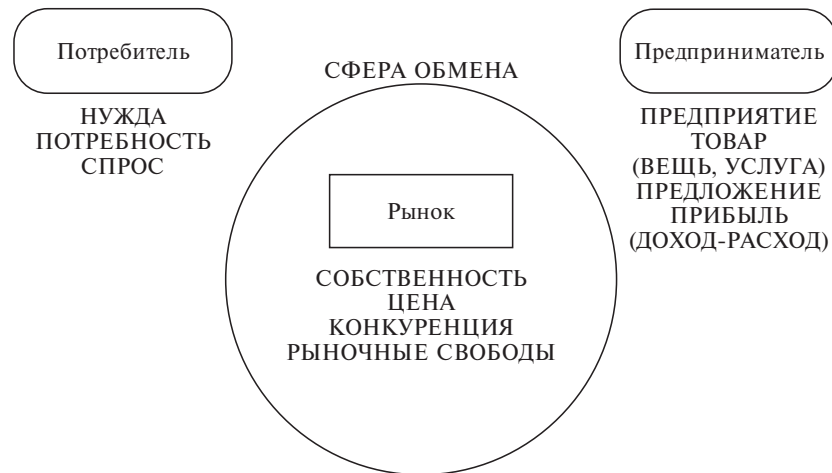 Потребитель
НУЖДА
ПОТРЕБНОСТЬ
СПРОС
СФЕРА ОБМЕНА
Рынок
СОБСТВЕННОСТЬ
ЦЕНА
КОНКУРЕНЦИЯ
РЫНОЧНЫЕ СВОБОДЫ
Предприниматель
ПРЕДПРИЯТИЕ
ТОВАР
(ВЕЩЬ, УСЛУГА)
ПРЕДЛОЖЕНИЕ
ПРИБЫЛЬ
(ДОХОД-РАСХОД)